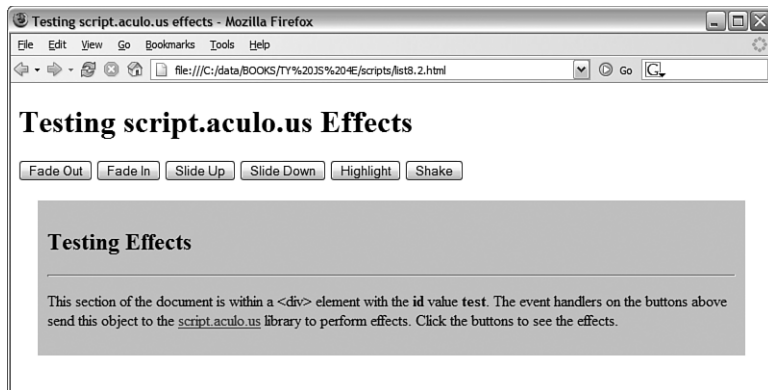 Testing script.aculo.us effects - Mozilla Firefox
File Edit View Go Bookmarks Tools Help
file:///C:/data/BOOKS/TY%20JS%204E/scripts/list8.2.html Go G
Testing script.aculo.us Effects
Fade Out Fade In Slide Up Slide Down Highlight Shake
Testing Effects
This section of the document is within a <div> element with the id value test. The event handlers on the buttons above
send this object to the script.aculo.us library to perform effects. Click the buttons to see the effects.